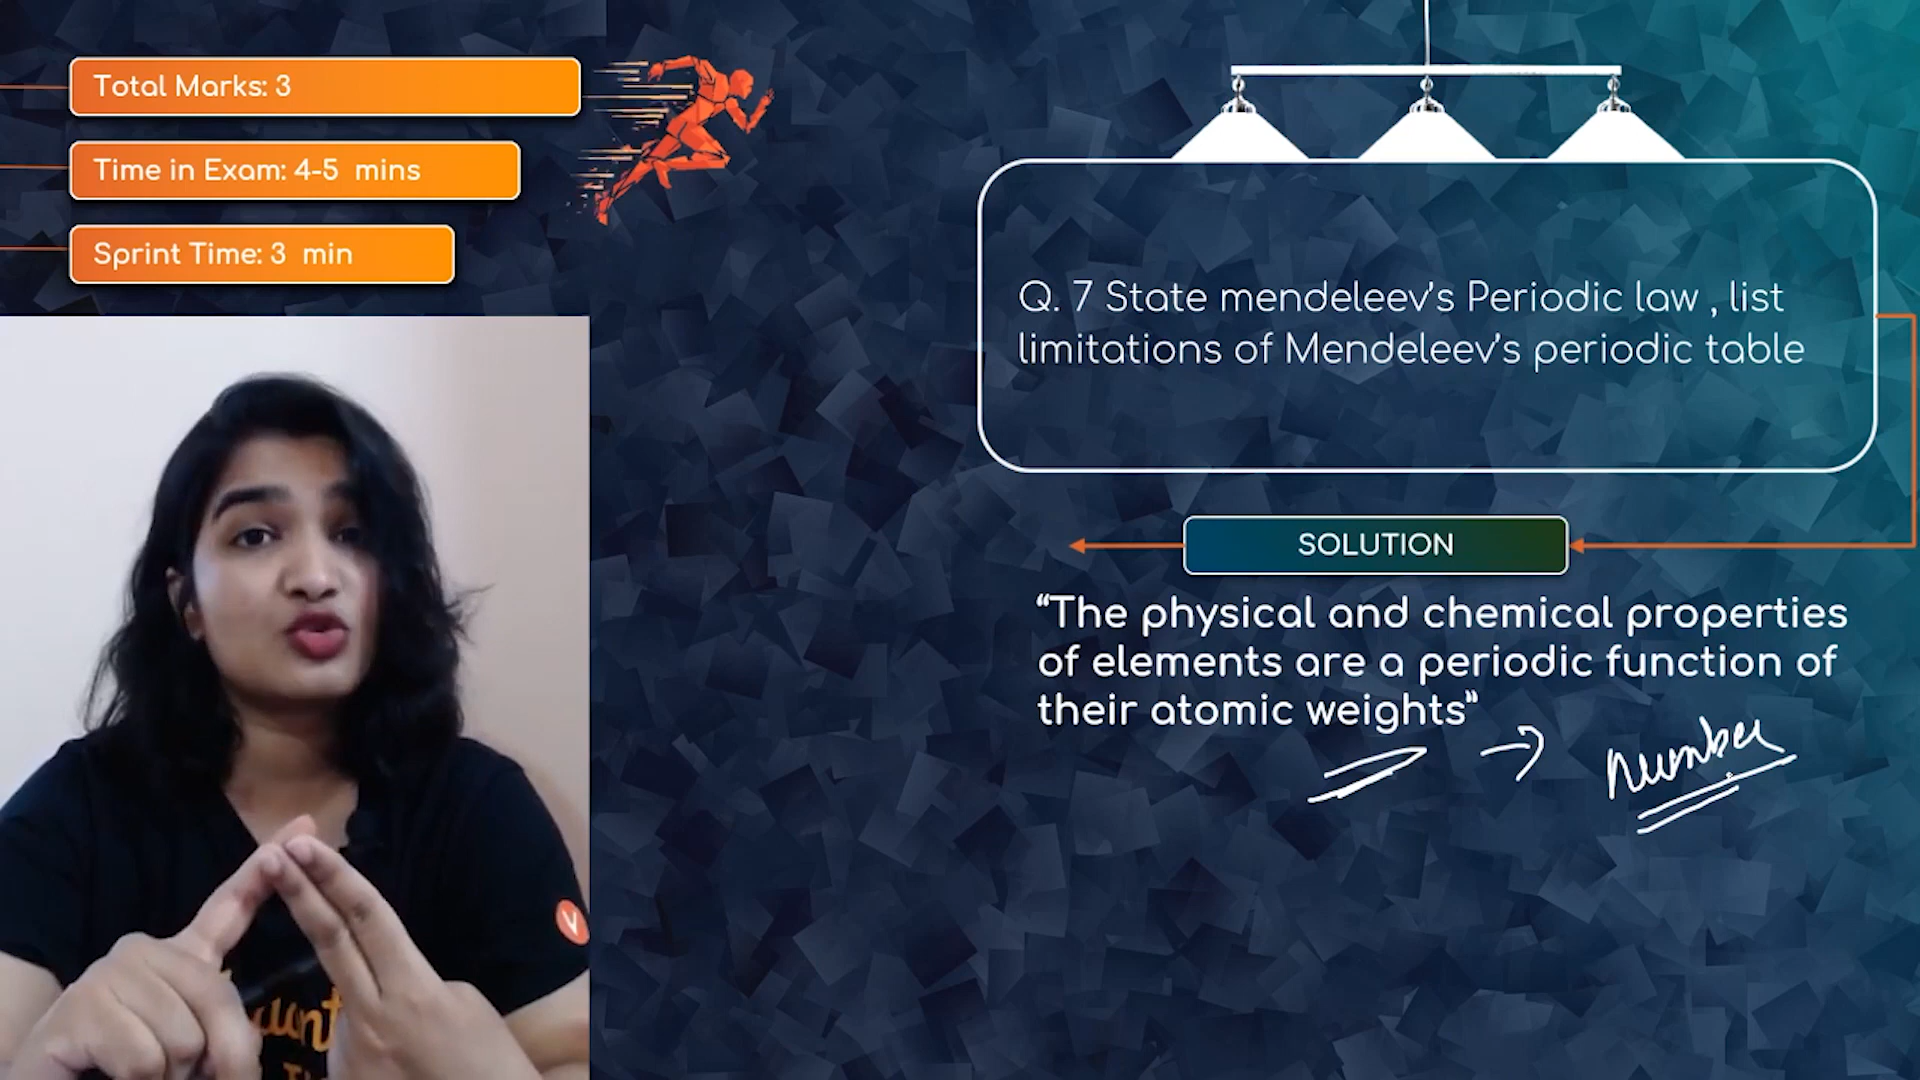 Total Marks: 3
Time in Exam: 4-5 mins
Sprint Time: 3 min
Q. 7 State mendeleev's Periodic law , list
limitations of Mendeleev's periodic table
SOLUTION
“The physical and chemical properties
of elements are a periodic function of
their atomic weights”
number
V